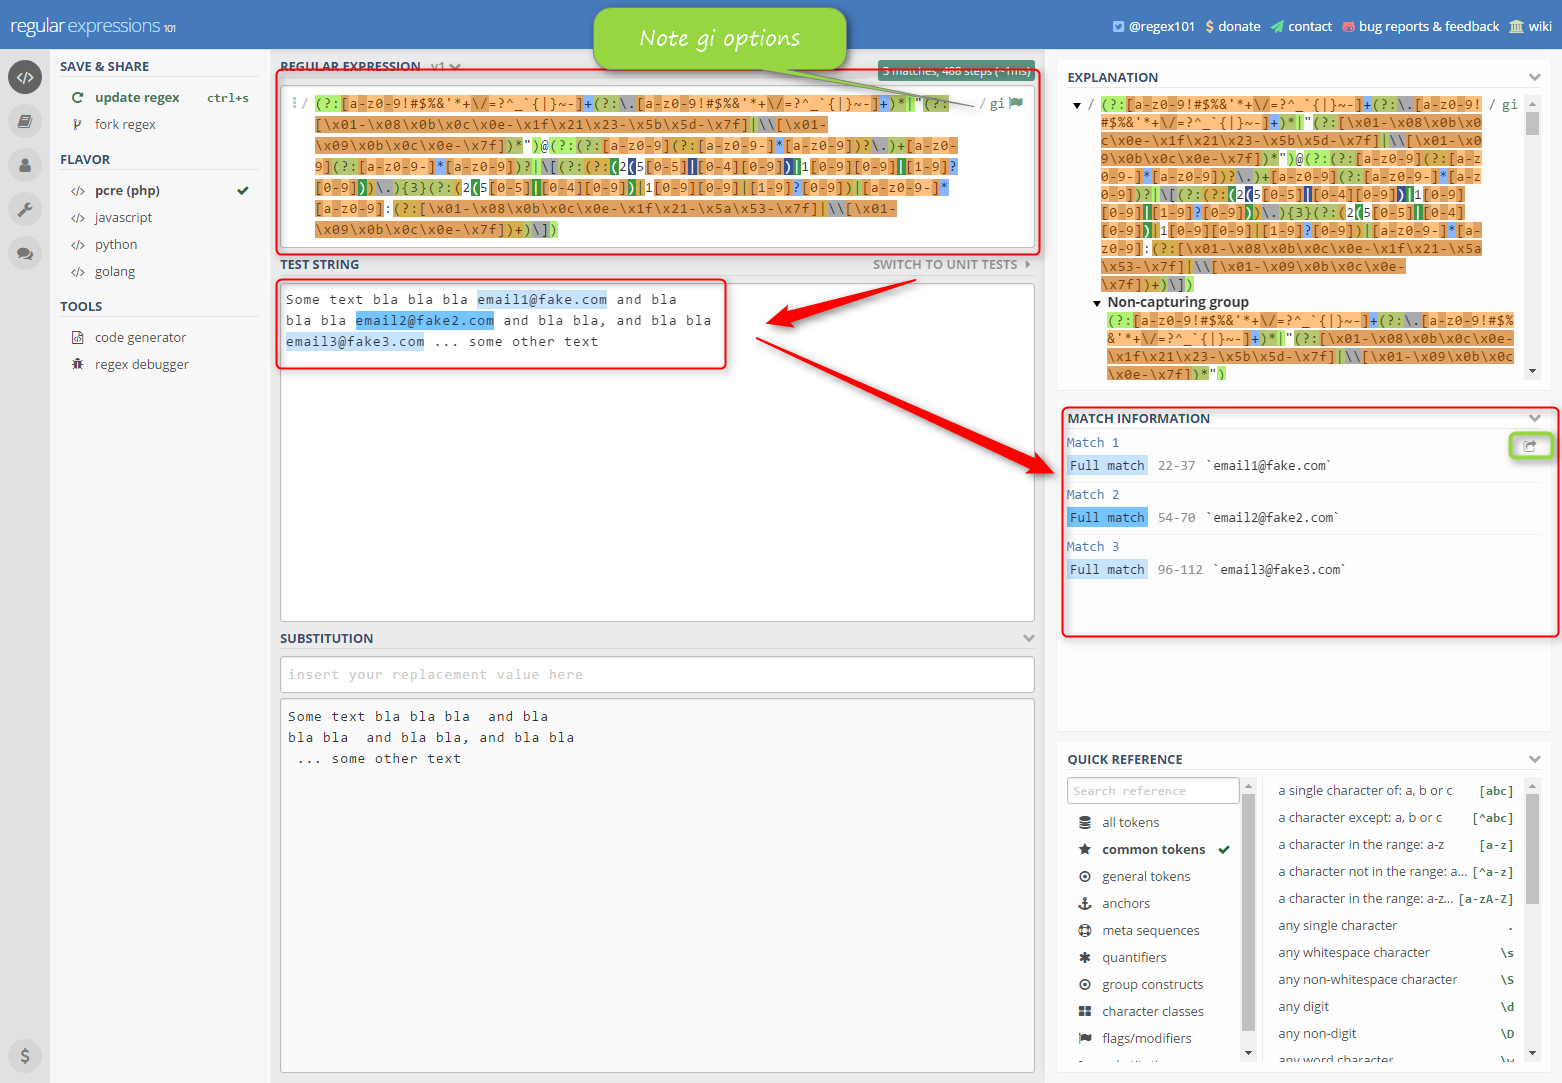 regular expressions 101
Note gi options
@regex101 donate contact bug reports & feedback wiki
SAVE & SHARE
update regex ctrl+s
fork regex
FLAVOR
pcre (php)
javascript
python
golang
TOOLS
code generator
regex debugger
$
REGULAR EXPRESSION v1
3 matches, 488 steps (~1ms)
/ (?:[a-z0-9!#$%&'*+\/=?^_`{|}~-]+(?:\.[a-z0-9!#$%&'*+\/=?^_`{|}~-]+)*|"(?: / gi
[\x01-\x08\x0b\x0c\x0e-\x1f\x21\x23-\x5b\x5d-\x7f]|\\[\x01-
\x09\x0b\x0c\x0e-\x7f])*")@(?:(?:[a-z0-9](?:[a-z0-9-]*[a-z0-9])?\.)+[a-z0-
9](?:[a-z0-9-]*[a-z0-9])?|\[(?:(?:(2(5[0-5]|[0-4][0-9])|1[0-9][0-9]|[1-9]?
[0-9]))\.){3}(?:(2(5[0-5]|[0-4][0-9])|1[0-9][0-9]|[1-9]?[0-9])|[a-z0-9-]*
[a-z0-9]:(?:[\x01-\x08\x0b\x0c\x0e-\x1f\x21-\x5a\x53-\x7f]|\\[\x01-
\x09\x0b\x0c\x0e-\x7f])+)\])
TEST STRING SWITCH TO UNIT TESTS
Some text bla bla bla email1@fake.com and bla
bla bla email2@fake2.com and bla bla, and bla bla
email3@fake3.com ... some other text
SUBSTITUTION
insert your replacement value here
Some text bla bla bla  and bla
bla bla  and bla bla, and bla bla
... some other text
EXPLANATION
/ (?:[a-z0-9!#$%&'*+\/=?^_`{|}~-]+(?:\.[a-z0-9! / gi
#$%&'*+\/=?^_`{|}~-]+)*|"(?:[\x01-\x08\x0b\x0
c\x0e-\x1f\x21\x23-\x5b\x5d-\x7f]|\\[\x01-\x0
9\x0b\x0c\x0e-\x7f])*")@(?:(?:[a-z0-9](?:[a-z
0-9-]*[a-z0-9])?\.)+[a-z0-9](?:[a-z0-9-]*[a-z
0-9])?|\[(?:(?:(2(5[0-5]|[0-4][0-9])|1[0-9]
[0-9]|[1-9]?[0-9]))\.){3}(?:(2(5[0-5]|[0-4]
[0-9])|1[0-9][0-9]|[1-9]?[0-9])|[a-z0-9-]*[a-
z0-9]:(?:[\x01-\x08\x0b\x0c\x0e-\x1f\x21-\x5a
\x53-\x7f]|\\[\x01-\x09\x0b\x0c\x0e-
\x7f])+)\])
Non-capturing group
(?:[a-z0-9!#$%&'*+\/=?^_`{|}~-]+(?:\.[a-z0-9!#$%
&'*+\/=?^_`{|}~-]+)*|"(?:[\x01-\x08\x0b\x0c\x0e-
\x1f\x21\x23-\x5b\x5d-\x7f]|\\[\x01-\x09\x0b\x0c
\x0e-\x7f])*")
MATCH INFORMATION
Match 1
Full match 22-37 `email1@fake.com`
Match 2
Full match 54-70 `email2@fake2.com`
Match 3
Full match 96-112 `email3@fake3.com`
QUICK REFERENCE
Search reference
all tokens
common tokens
general tokens
anchors
meta sequences
quantifiers
group constructs
character classes
flags/modifiers
a single character of: a, b or c [abc]
a character except: a, b or c [^abc]
a character in the range: a-z [a-z]
a character not in the range: a... [^a-z]
a character in the range: a-z... [a-zA-Z]
any single character .
any whitespace character \s
any non-whitespace character \S
any digit \d
any non-digit \D
any word character \w